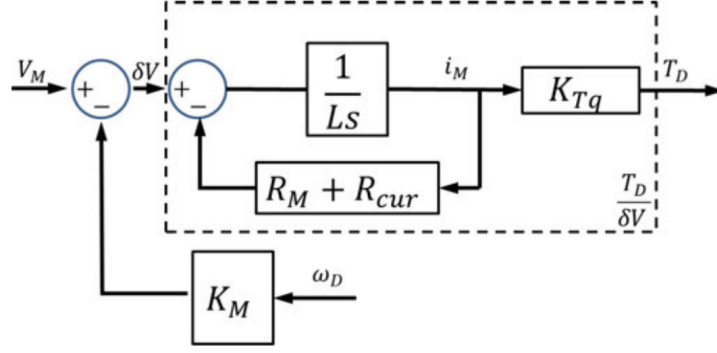 V_M
+
−
δV
+
−
1
Ls
i_M
K_Tq
T_D
R_M + R_cur
T_D
δV
K_M
ω_D